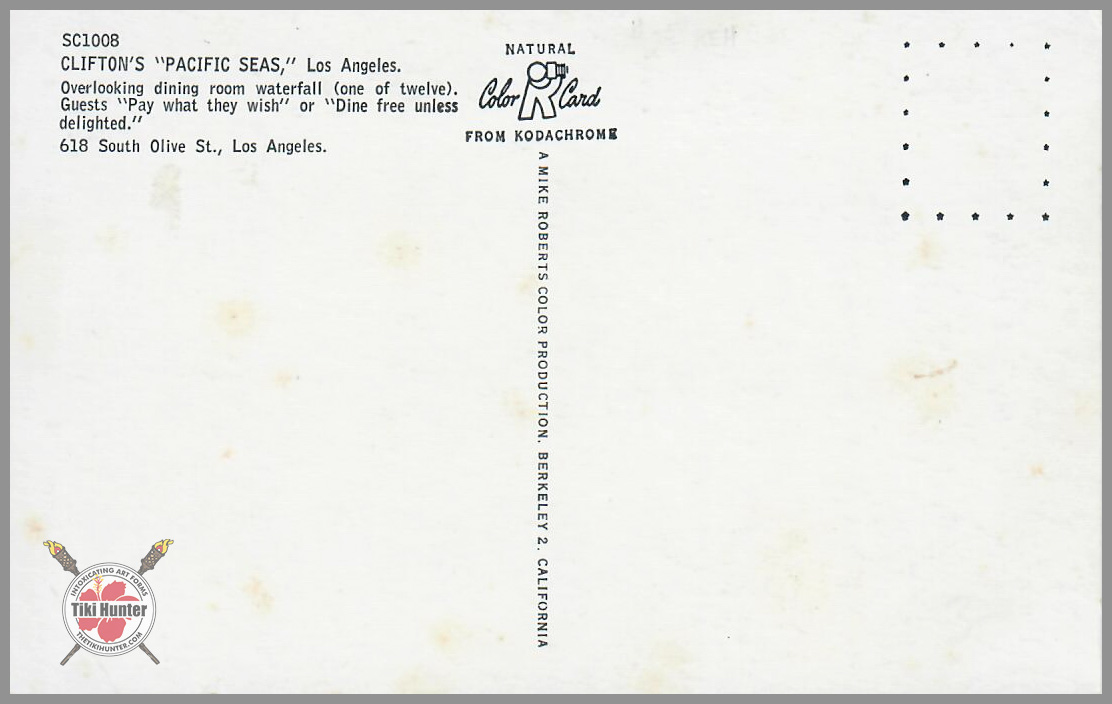 SC1008
CLIFTON'S "PACIFIC SEAS," Los Angeles.
Overlooking dining room waterfall (one of twelve).
Guests "Pay what they wish" or "Dine free unless
delighted."
618 South Olive St., Los Angeles.
NATURAL
Color Card
FROM KODACHROME
A MIKE ROBERTS COLOR PRODUCTION. BERKELEY 2. CALIFORNIA
INTOXICATING ART FORMS
Tiki Hunter
THETIKIHUNTER.COM